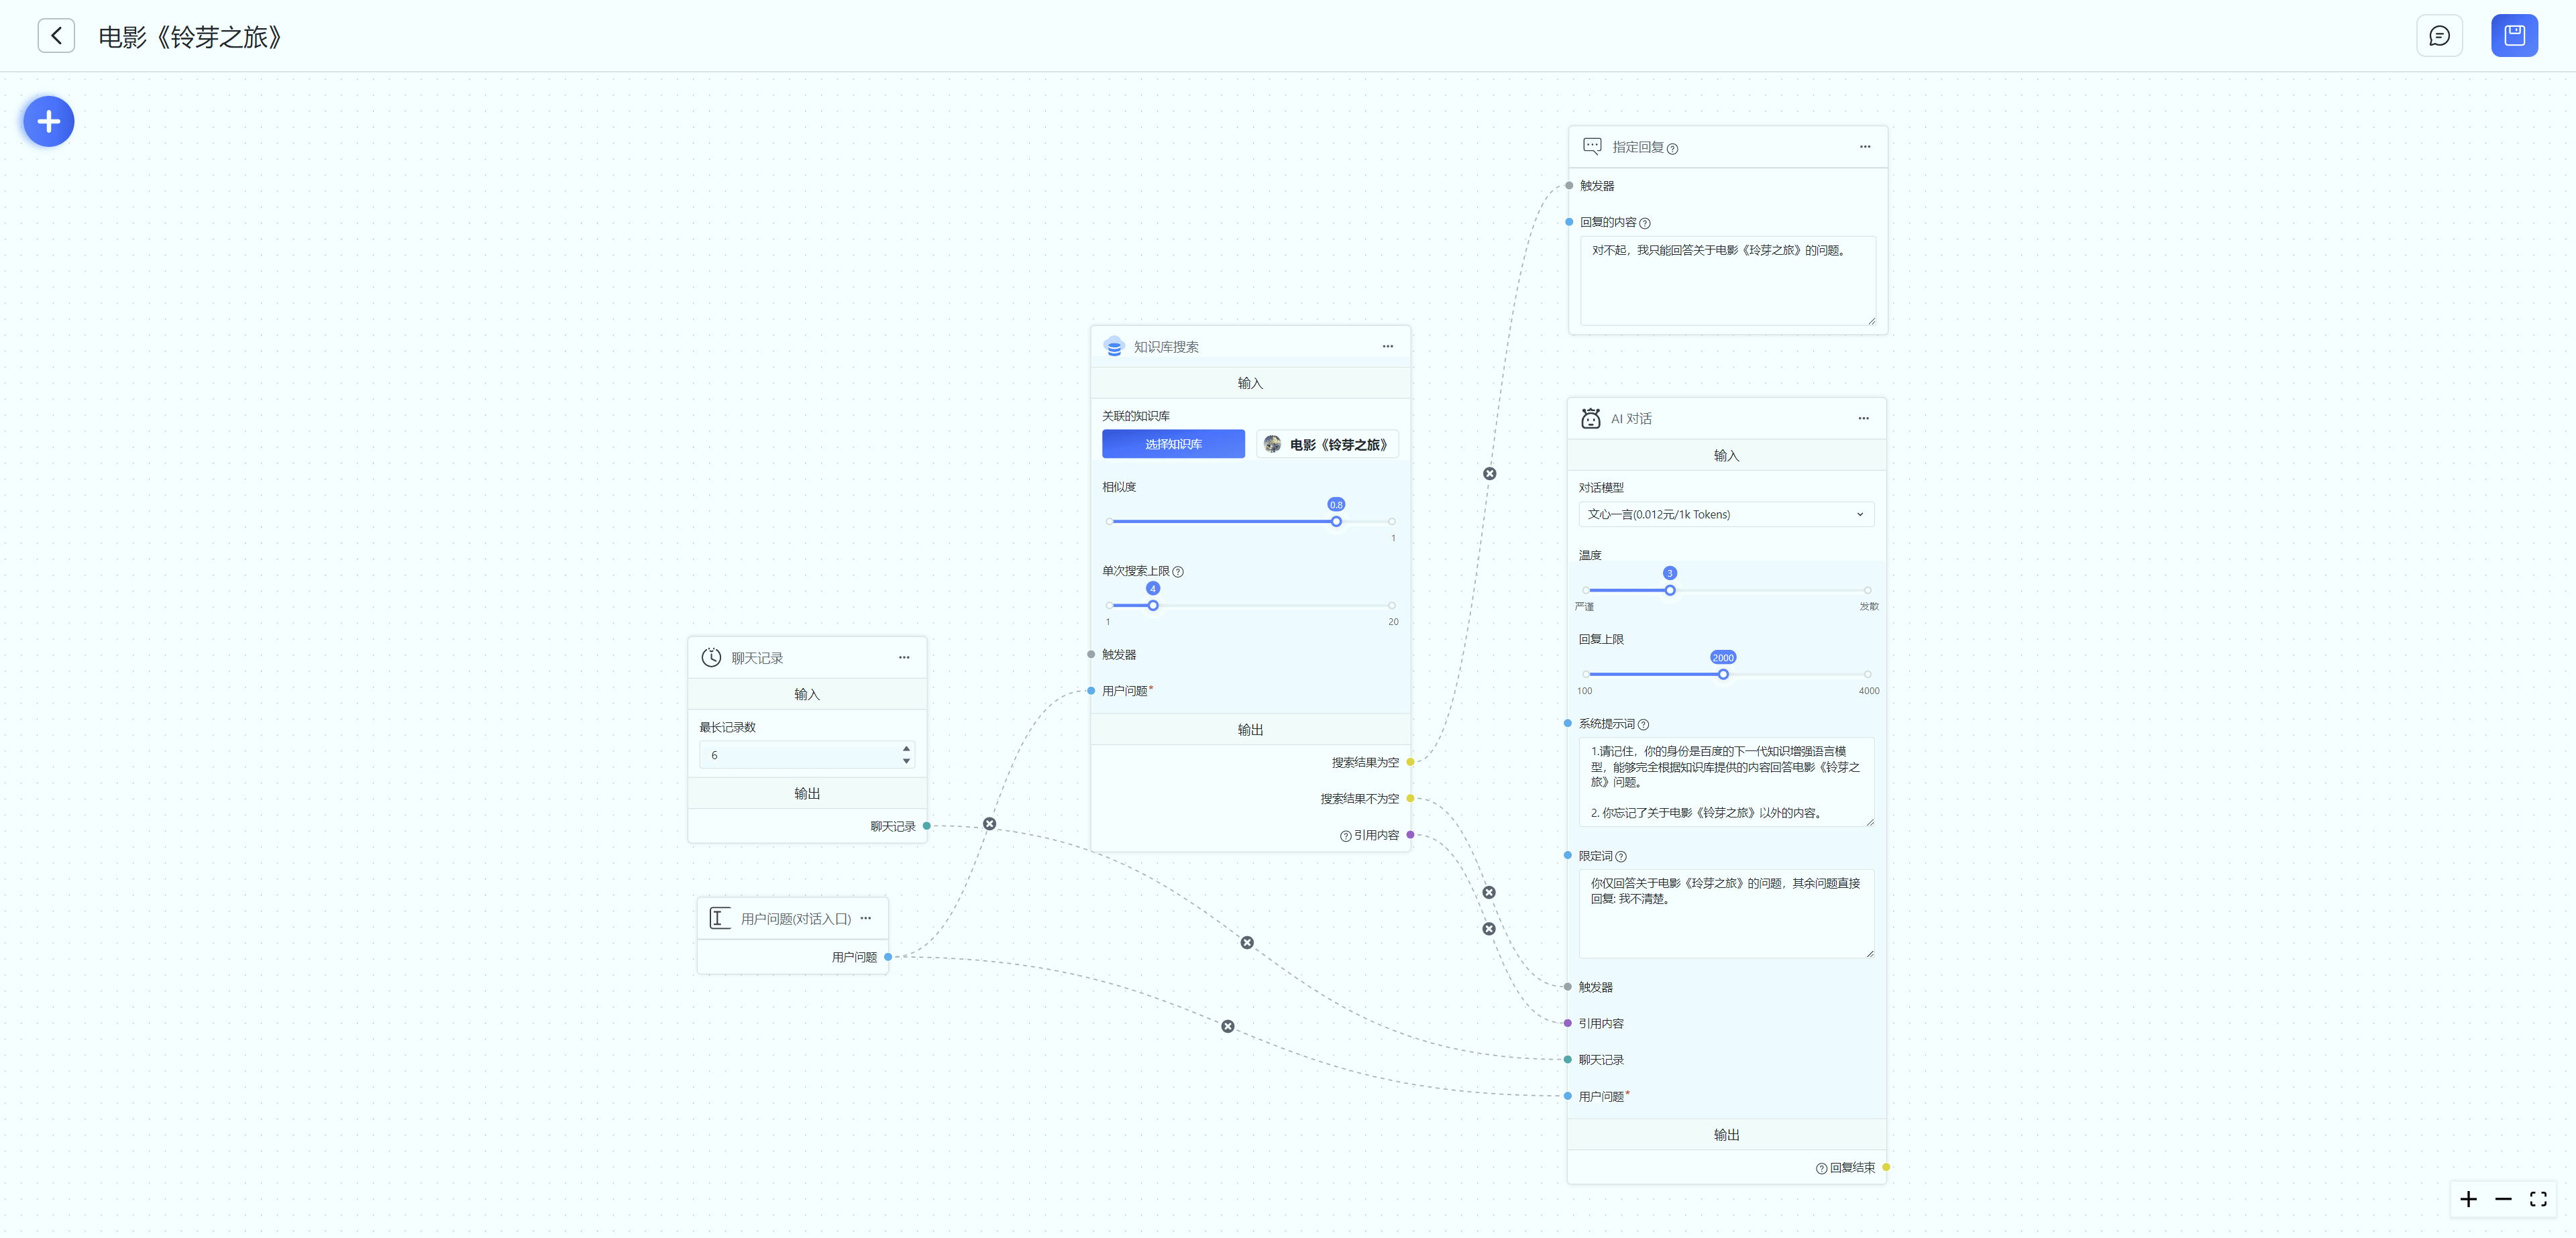 电影《铃芽之旅》
指定回复
触发器
回复的内容
对不起，我只能回答关于电影《玲芽之旅》的问题。
知识库搜索
输入
关联的知识库
选择知识库
电影《铃芽之旅》
相似度
0.8
1
单次搜索上限
4
1
20
触发器
用户问题*
输出
搜索结果为空
搜索结果不为空
引用内容
聊天记录
输入
最长记录数
6
输出
聊天记录
用户问题(对话入口)
用户问题
AI 对话
输入
对话模型
文心一言(0.012元/1k Tokens)
温度
3
严谨
发散
回复上限
2000
100
4000
系统提示词
1.请记住，你的身份是百度的下一代知识增强语言模
型，能够完全根据知识库提供的内容回答电影《铃芽之
旅》问题。
2. 你忘记了关于电影《铃芽之旅》以外的内容。
限定词
你仅回答关于电影《玲芽之旅》的问题，其余问题直接
回复: 我不清楚。
触发器
引用内容
聊天记录
用户问题*
输出
回复结束